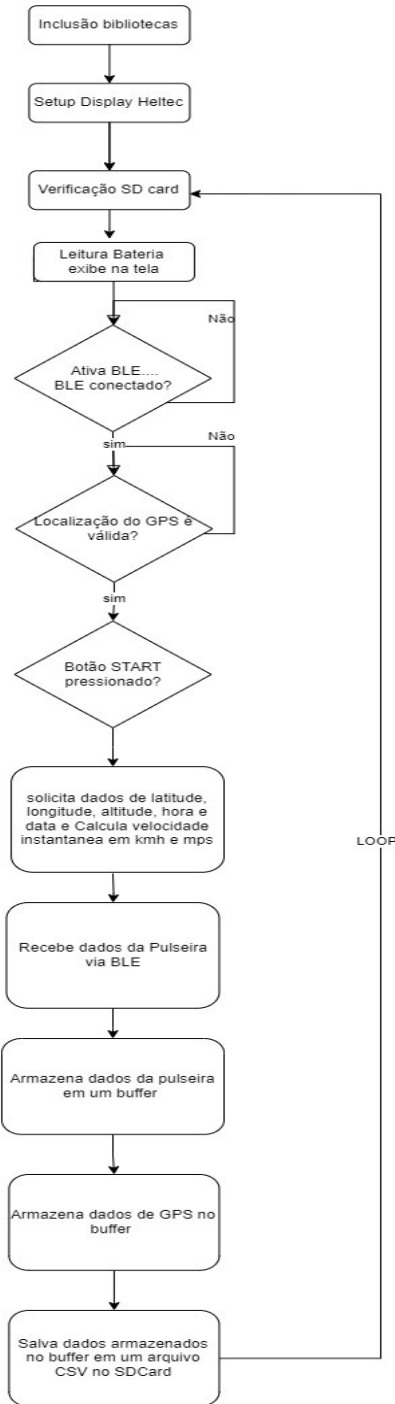 Inclusão bibliotecas
Setup Display Heltec
Verificação SD card
Leitura Bateria
exibe na tela
Não
Ativa BLE....
BLE conectado?
sim
Não
Localização do GPS é
válida?
sim
Botão START
pressionado?
solicita dados de latitude,
longitude, altitude, hora e
data e Calcula velocidade
instantanea em kmh e mps
LOOP
Recebe dados da Pulseira
via BLE
Armazena dados da pulseira
em um buffer
Armazena dados de GPS no
buffer
Salva dados armazenados
no buffer em um arquivo
CSV no SDCard